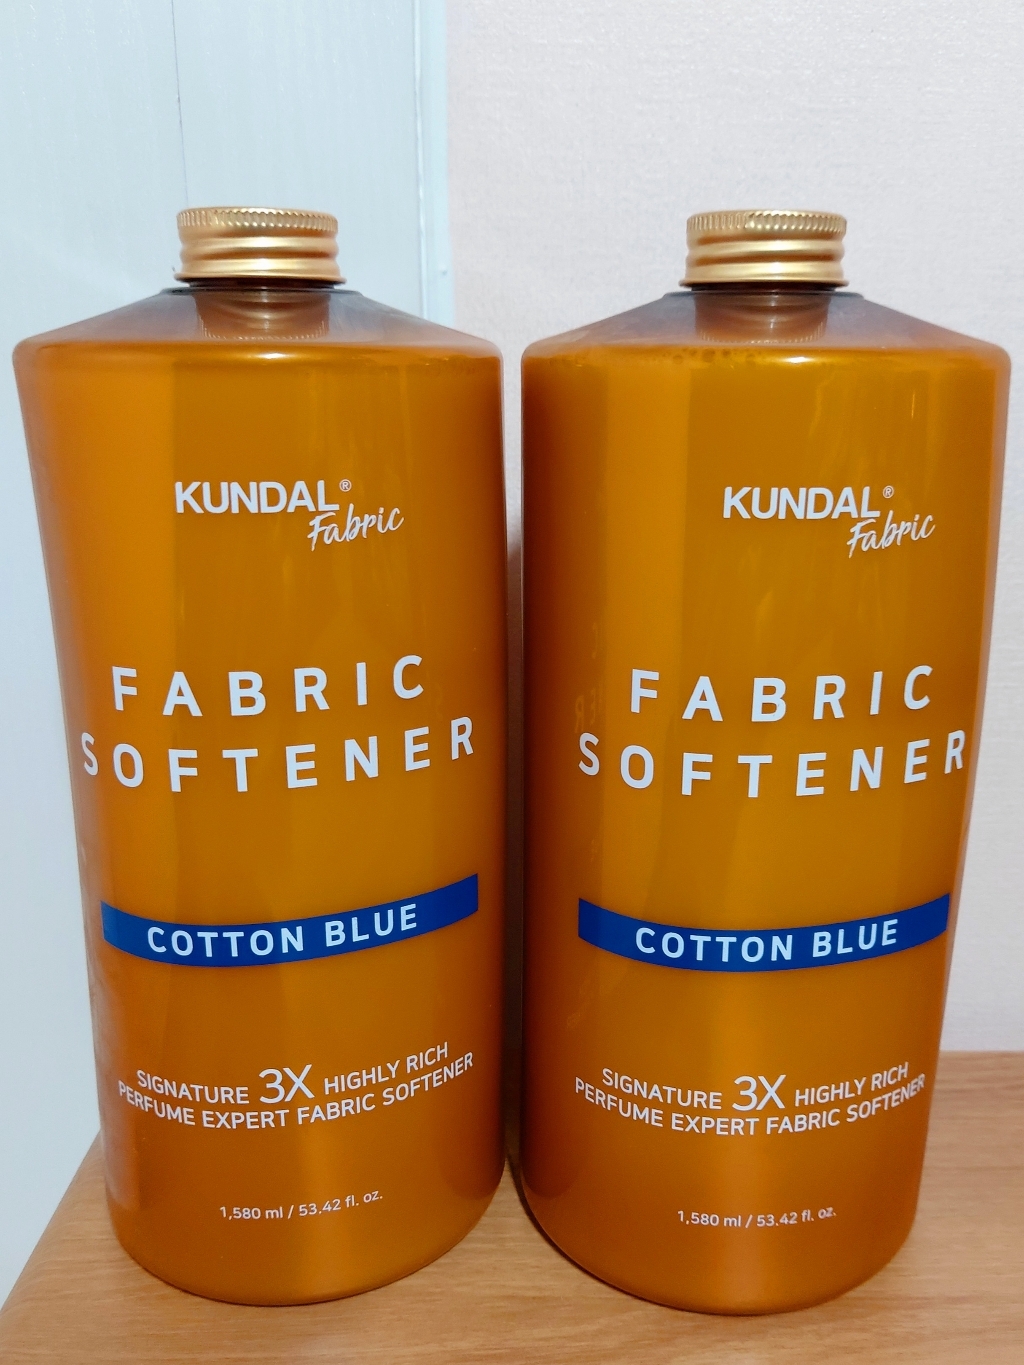 KUNDAL®
Fabric
FABRIC
SOFTENER
COTTON BLUE
SIGNATURE 3X HIGHLY RICH
PERFUME EXPERT FABRIC SOFTENER
1,580 ml / 53.42 fl. oz.
KUNDAL®
Fabric
FABRIC
SOFTENER
COTTON BLUE
SIGNATURE 3X HIGHLY RICH
PERFUME EXPERT FABRIC SOFTENER
1,580 ml / 53.42 fl. oz.